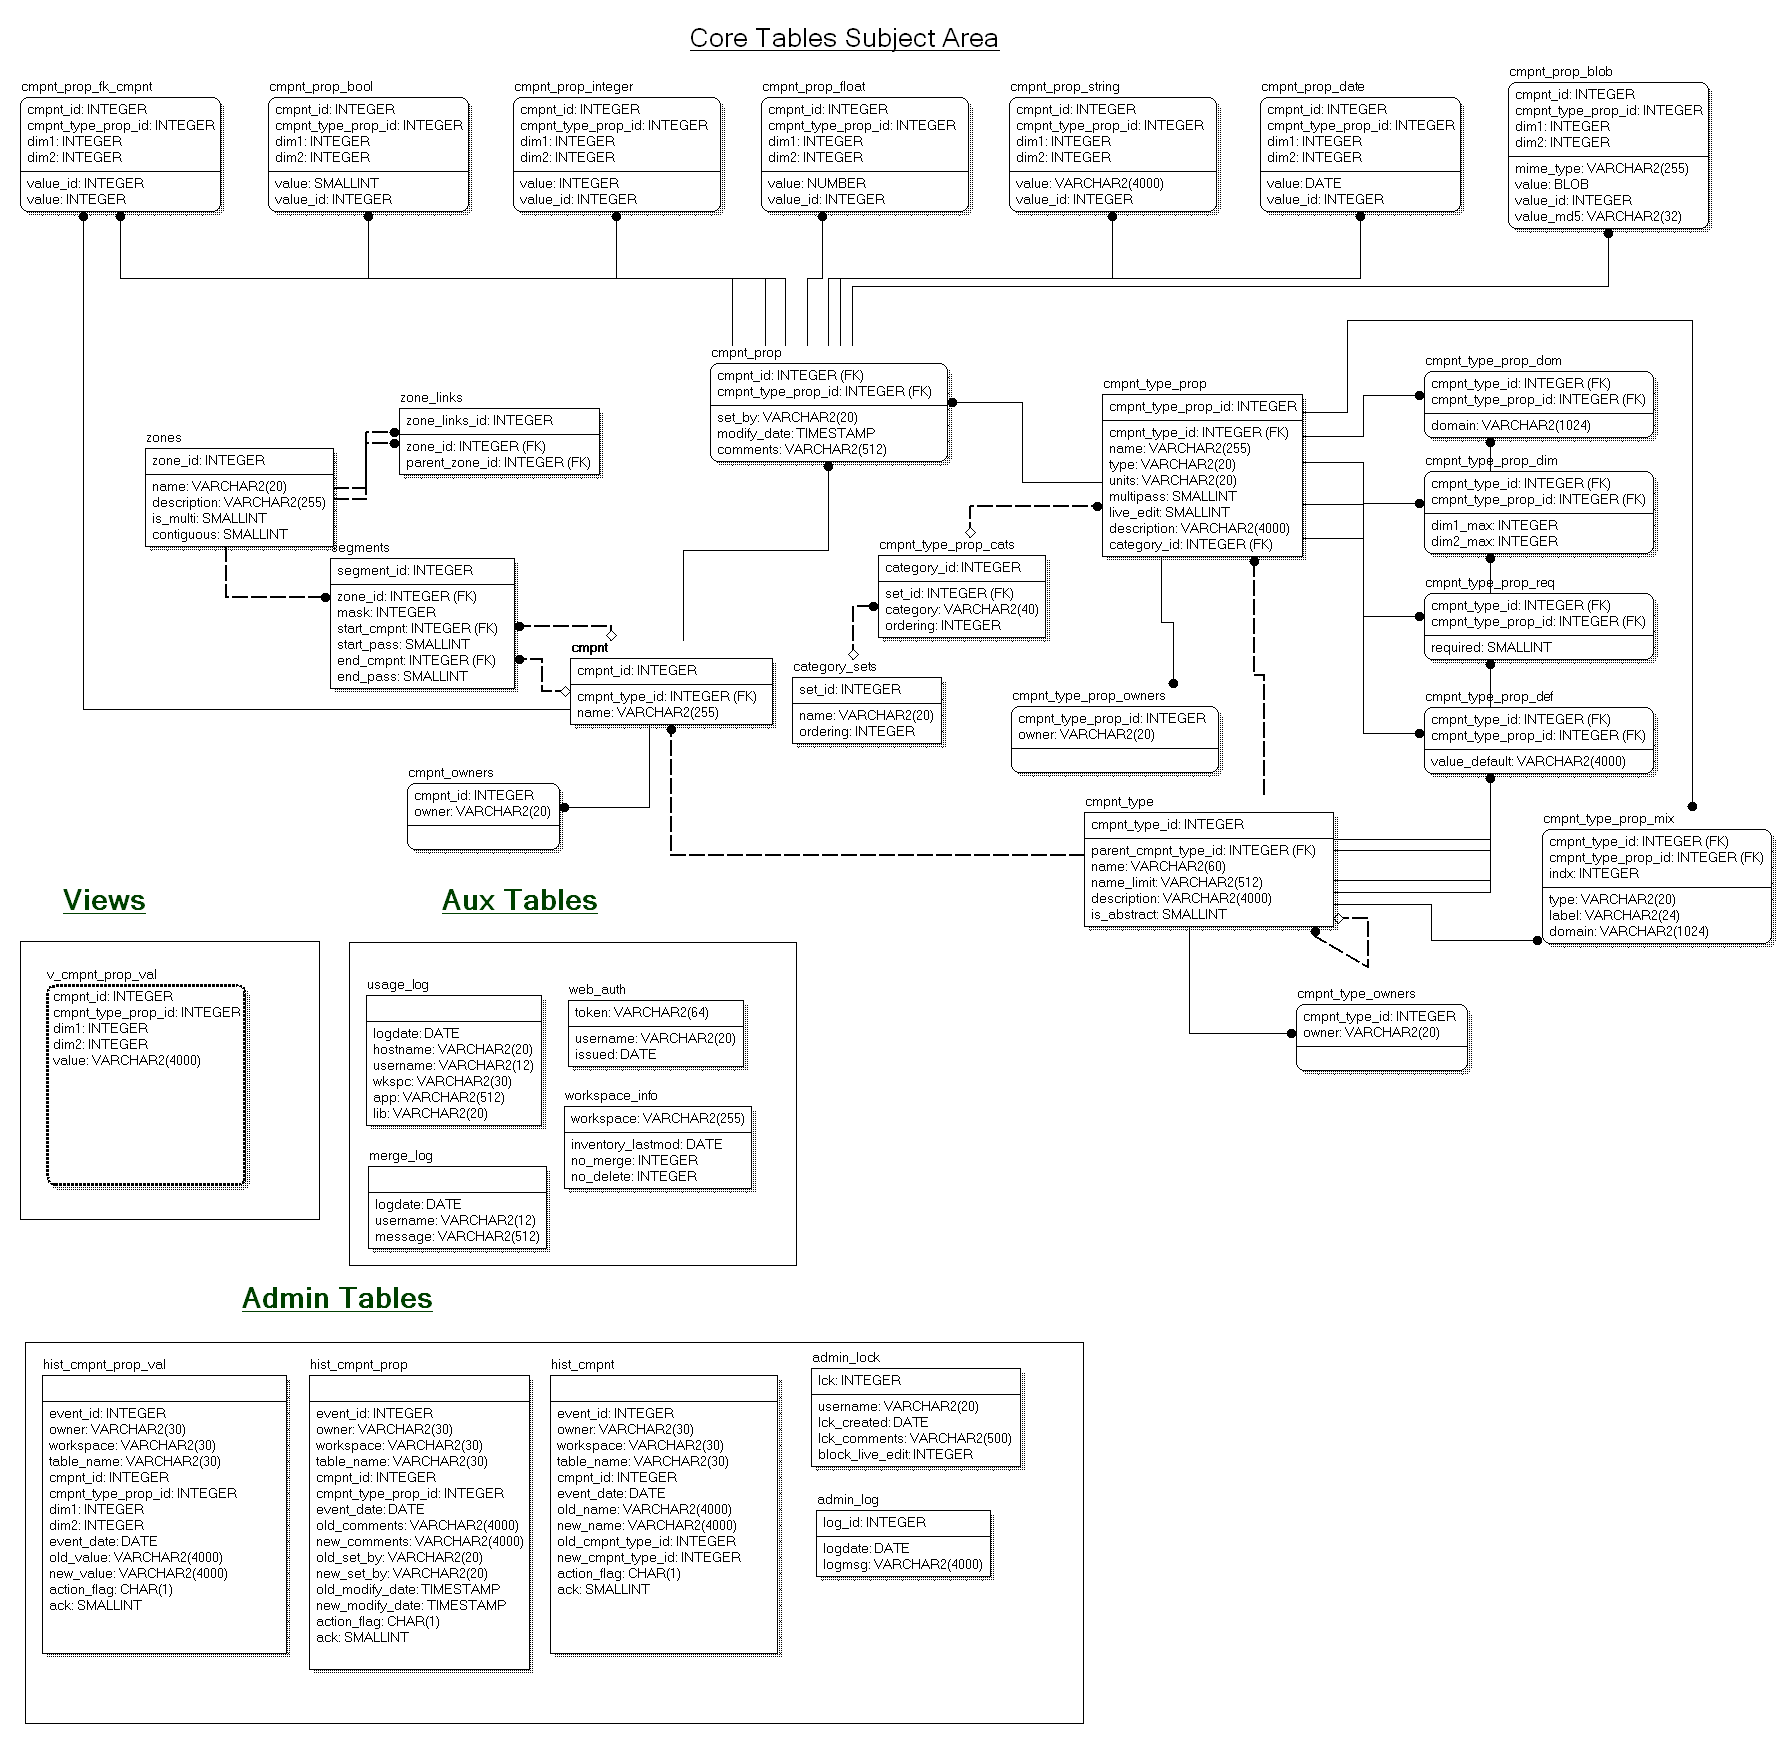 Core Tables Subject Area
cmpnt_prop_fk_cmpnt
cmpnt_id: INTEGER
cmpnt_type_prop_id: INTEGER
dim1: INTEGER
dim2: INTEGER
value_id: INTEGER
value: INTEGER
cmpnt_prop_bool
cmpnt_id: INTEGER
cmpnt_type_prop_id: INTEGER
dim1: INTEGER
dim2: INTEGER
value: SMALLINT
value_id: INTEGER
cmpnt_prop_integer
cmpnt_id: INTEGER
cmpnt_type_prop_id: INTEGER
dim1: INTEGER
dim2: INTEGER
value: INTEGER
value_id: INTEGER
cmpnt_prop_float
cmpnt_id: INTEGER
cmpnt_type_prop_id: INTEGER
dim1: INTEGER
dim2: INTEGER
value: NUMBER
value_id: INTEGER
cmpnt_prop_string
cmpnt_id: INTEGER
cmpnt_type_prop_id: INTEGER
dim1: INTEGER
dim2: INTEGER
value: VARCHAR2(4000)
value_id: INTEGER
cmpnt_prop_date
cmpnt_id: INTEGER
cmpnt_type_prop_id: INTEGER
dim1: INTEGER
dim2: INTEGER
value: DATE
value_id: INTEGER
cmpnt_prop_blob
cmpnt_id: INTEGER
cmpnt_type_prop_id: INTEGER
dim1: INTEGER
dim2: INTEGER
mime_type: VARCHAR2(255)
value: BLOB
value_id: INTEGER
value_md5: VARCHAR2(32)
cmpnt_prop
cmpnt_id: INTEGER (FK)
cmpnt_type_prop_id: INTEGER (FK)
set_by: VARCHAR2(20)
modify_date: TIMESTAMP
comments: VARCHAR2(512)
cmpnt_type_prop
cmpnt_type_prop_id: INTEGER
cmpnt_type_id: INTEGER (FK)
name: VARCHAR2(255)
type: VARCHAR2(20)
units: VARCHAR2(20)
multipass: SMALLINT
live_edit: SMALLINT
description: VARCHAR2(4000)
category_id: INTEGER (FK)
cmpnt_type_prop_dom
cmpnt_type_id: INTEGER (FK)
cmpnt_type_prop_id: INTEGER (FK)
domain: VARCHAR2(1024)
cmpnt_type_prop_dim
cmpnt_type_id: INTEGER (FK)
cmpnt_type_prop_id: INTEGER (FK)
dim1_max: INTEGER
dim2_max: INTEGER
cmpnt_type_prop_req
cmpnt_type_id: INTEGER (FK)
cmpnt_type_prop_id: INTEGER (FK)
required: SMALLINT
cmpnt_type_prop_def
cmpnt_type_id: INTEGER (FK)
cmpnt_type_prop_id: INTEGER (FK)
value_default: VARCHAR2(4000)
zone_links
zone_links_id: INTEGER
zone_id: INTEGER (FK)
parent_zone_id: INTEGER (FK)
zones
zone_id: INTEGER
name: VARCHAR2(20)
description: VARCHAR2(255)
is_multi: SMALLINT
contiguous: SMALLINT
segments
segment_id: INTEGER
zone_id: INTEGER (FK)
mask: INTEGER
start_cmpnt: INTEGER (FK)
start_pass: SMALLINT
end_cmpnt: INTEGER (FK)
end_pass: SMALLINT
cmpnt_type_prop_cats
category_id: INTEGER
set_id: INTEGER (FK)
category: VARCHAR2(40)
ordering: INTEGER
cmpnt
cmpnt_id: INTEGER
cmpnt_type_id: INTEGER (FK)
name: VARCHAR2(255)
category_sets
set_id: INTEGER
name: VARCHAR2(20)
ordering: INTEGER
cmpnt_type_prop_owners
cmpnt_type_prop_id: INTEGER
owner: VARCHAR2(20)
cmpnt_owners
cmpnt_id: INTEGER
owner: VARCHAR2(20)
cmpnt_type
cmpnt_type_id: INTEGER
parent_cmpnt_type_id: INTEGER (FK)
name: VARCHAR2(60)
name_limit: VARCHAR2(512)
description: VARCHAR2(4000)
is_abstract: SMALLINT
cmpnt_type_prop_mix
cmpnt_type_id: INTEGER (FK)
cmpnt_type_prop_id: INTEGER (FK)
indx: INTEGER
type: VARCHAR2(20)
label: VARCHAR2(24)
domain: VARCHAR2(1024)
cmpnt_type_owners
cmpnt_type_id: INTEGER
owner: VARCHAR2(20)
Views
v_cmpnt_prop_val
cmpnt_id: INTEGER
cmpnt_type_prop_id: INTEGER
dim1: INTEGER
dim2: INTEGER
value: VARCHAR2(4000)
Aux Tables
usage_log
logdate: DATE
hostname: VARCHAR2(20)
username: VARCHAR2(12)
wkspc: VARCHAR2(30)
app: VARCHAR2(512)
lib: VARCHAR2(20)
web_auth
token: VARCHAR2(64)
username: VARCHAR2(20)
issued: DATE
workspace_info
workspace: VARCHAR2(255)
inventory_lastmod: DATE
no_merge: INTEGER
no_delete: INTEGER
merge_log
logdate: DATE
username: VARCHAR2(12)
message: VARCHAR2(512)
Admin Tables
hist_cmpnt_prop_val
event_id: INTEGER
owner: VARCHAR2(30)
workspace: VARCHAR2(30)
table_name: VARCHAR2(30)
cmpnt_id: INTEGER
cmpnt_type_prop_id: INTEGER
dim1: INTEGER
dim2: INTEGER
event_date: DATE
old_value: VARCHAR2(4000)
new_value: VARCHAR2(4000)
action_flag: CHAR(1)
ack: SMALLINT
hist_cmpnt_prop
event_id: INTEGER
owner: VARCHAR2(30)
workspace: VARCHAR2(30)
table_name: VARCHAR2(30)
cmpnt_id: INTEGER
cmpnt_type_prop_id: INTEGER
event_date: DATE
old_comments: VARCHAR2(4000)
new_comments: VARCHAR2(4000)
old_set_by: VARCHAR2(20)
new_set_by: VARCHAR2(20)
old_modify_date: TIMESTAMP
new_modify_date: TIMESTAMP
action_flag: CHAR(1)
ack: SMALLINT
hist_cmpnt
event_id: INTEGER
owner: VARCHAR2(30)
workspace: VARCHAR2(30)
table_name: VARCHAR2(30)
cmpnt_id: INTEGER
event_date: DATE
old_name: VARCHAR2(4000)
new_name: VARCHAR2(4000)
old_cmpnt_type_id: INTEGER
new_cmpnt_type_id: INTEGER
action_flag: CHAR(1)
ack: SMALLINT
admin_lock
lck: INTEGER
username: VARCHAR2(20)
lck_created: DATE
lck_comments: VARCHAR2(500)
block_live_edit: INTEGER
admin_log
log_id: INTEGER
logdate: DATE
logmsg: VARCHAR2(4000)